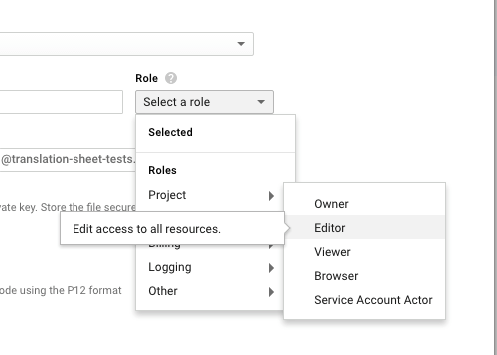 Role
Select a role
Selected
@translation-sheet-tests.
Roles
Project
Owner
vate key. Store the file secure
Editor
Edit access to all resources.
Billing
Viewer
Logging
Browser
ode using the P12 format
Other
Service Account Actor